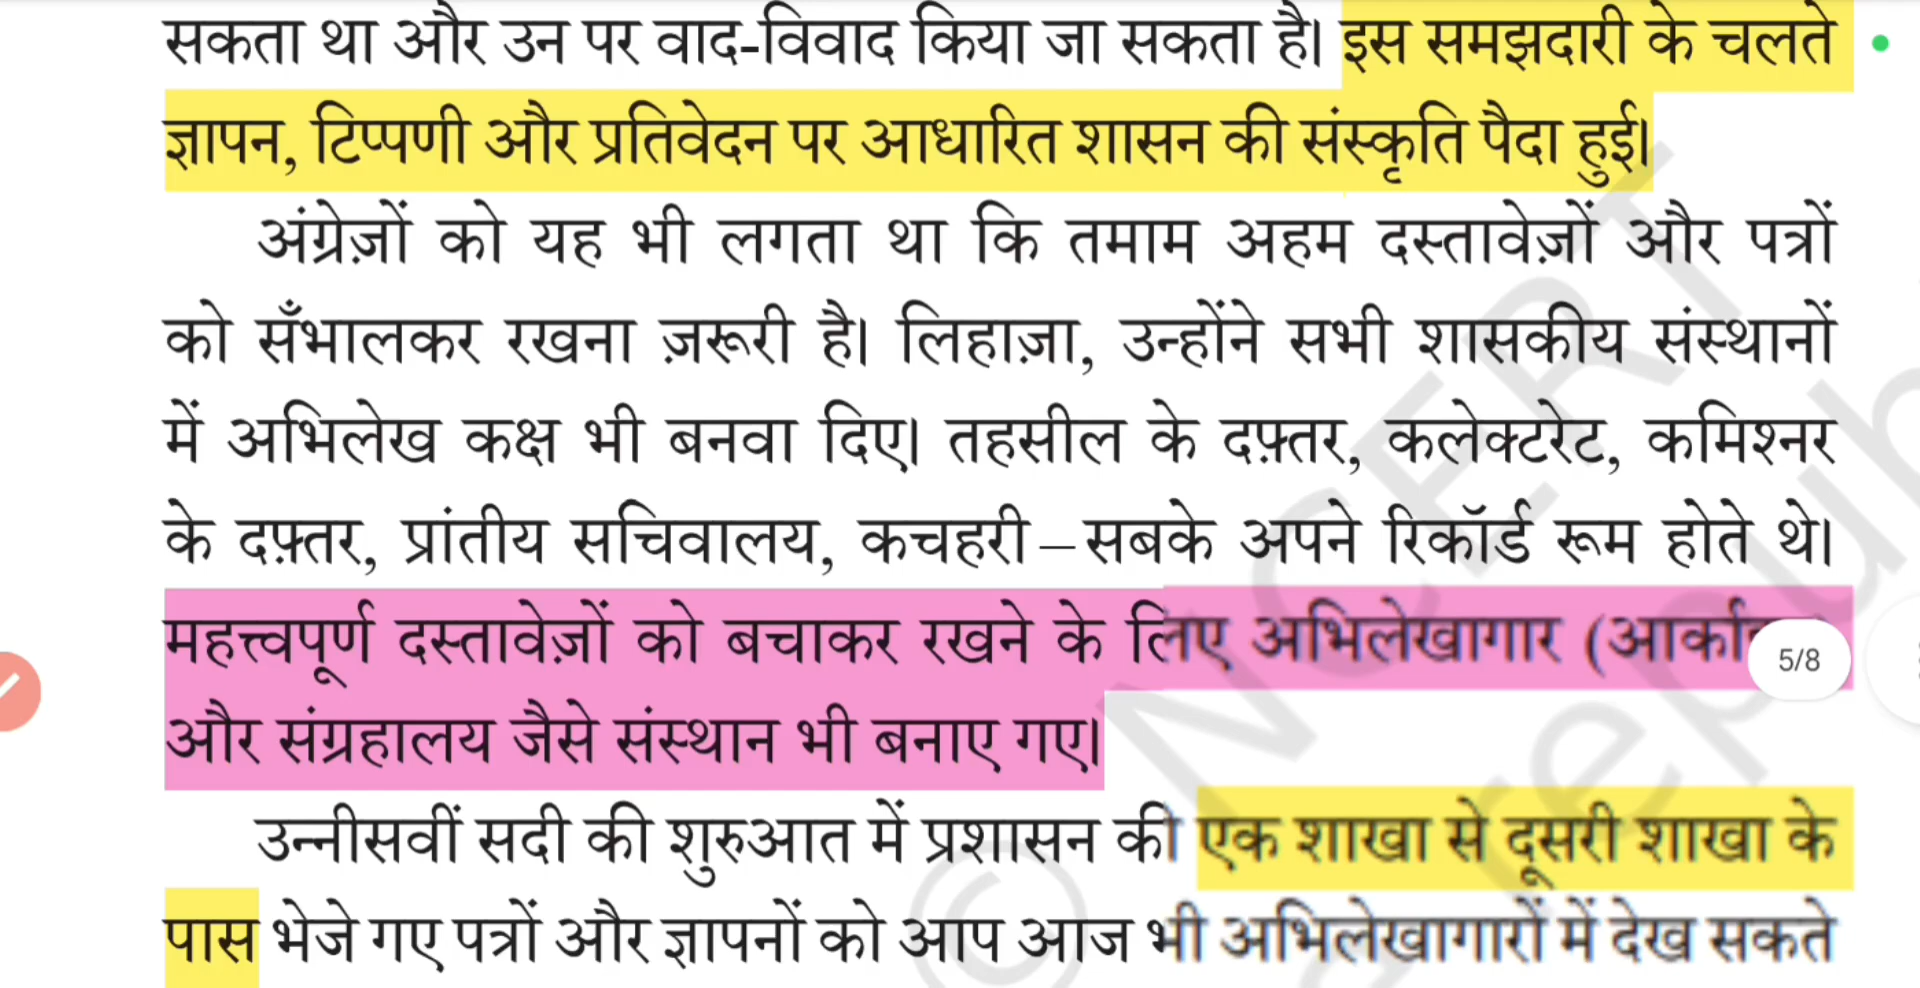 सकता था और उन पर वाद-विवाद किया जा सकता है। इस समझदारी के चलते
ज्ञापन, टिप्पणी और प्रतिवेदन पर आधारित शासन की संस्कृति पैदा हुई।
अंग्रेज़ों को यह भी लगता था कि तमाम अहम दस्तावेज़ों और पत्रों
को सँभालकर रखना ज़रूरी है। लिहाज़ा, उन्होंने सभी शासकीय संस्थानों
में अभिलेख कक्ष भी बनवा दिए। तहसील के दफ़्तर, कलेक्टरेट, कमिश्नर
के दफ़्तर, प्रांतीय सचिवालय, कचहरी – सबके अपने रिकॉर्ड रूम होते थे।
महत्त्वपूर्ण दस्तावेज़ों को बचाकर रखने के लिए अभिलेखागार
5/8
और संग्रहालय जैसे संस्थान भी बनाए गए।
उन्नीसवीं सदी की शुरुआत में प्रशासन की एक शाखा से दूसरी शाखा के
पास भेजे गए पत्रों और ज्ञापनों को आप आज भी अभिलेखागारों में देख सकते
© NCERT